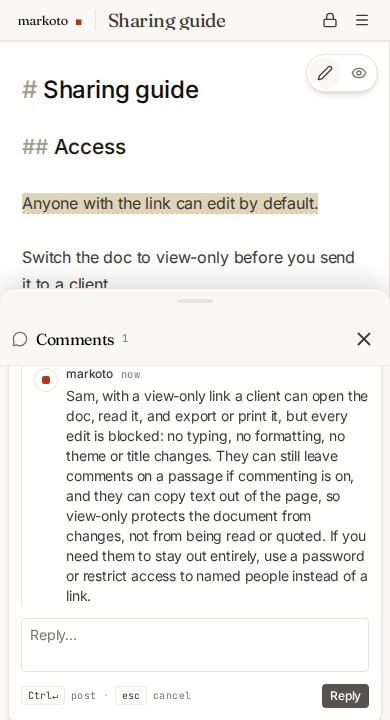 markoto
Sharing guide
# Sharing guide
## Access
Anyone with the link can edit by default.
Switch the doc to view-only before you send
it to a client
Comments 1
markoto now
Sam, with a view-only link a client can open the
doc, read it, and export or print it, but every
edit is blocked: no typing, no formatting, no
theme or title changes. They can still leave
comments on a passage if commenting is on,
and they can copy text out of the page, so
view-only protects the document from
changes, not from being read or quoted. If you
need them to stay out entirely, use a password
or restrict access to named people instead of a
link.
Reply...
Ctrl↵ post · esc cancel
Reply